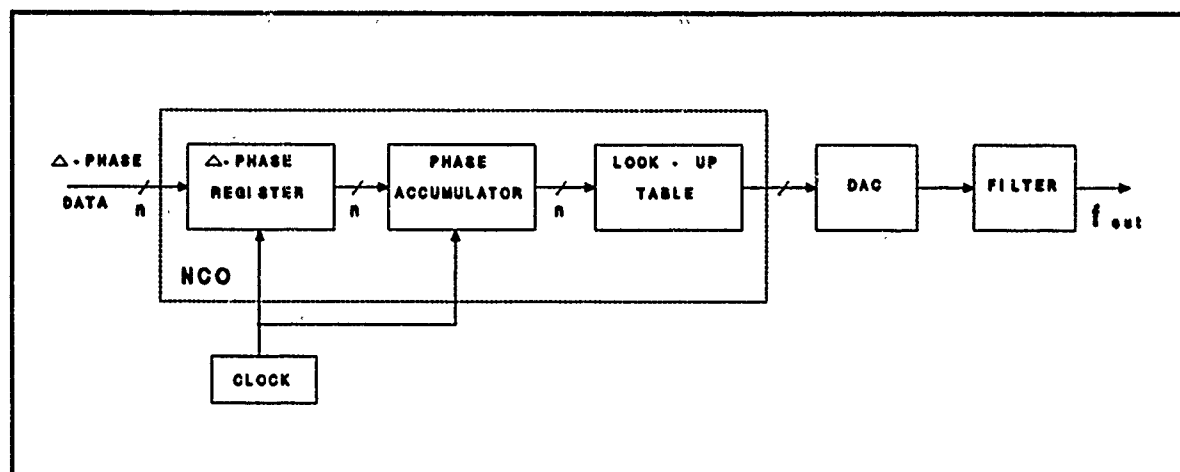 Δ-PHASE
DATA n
Δ-PHASE
REGISTER
n
PHASE
ACCUMULATOR
n
LOOK-UP
TABLE
DAC
FILTER
f out
NCO
CLOCK